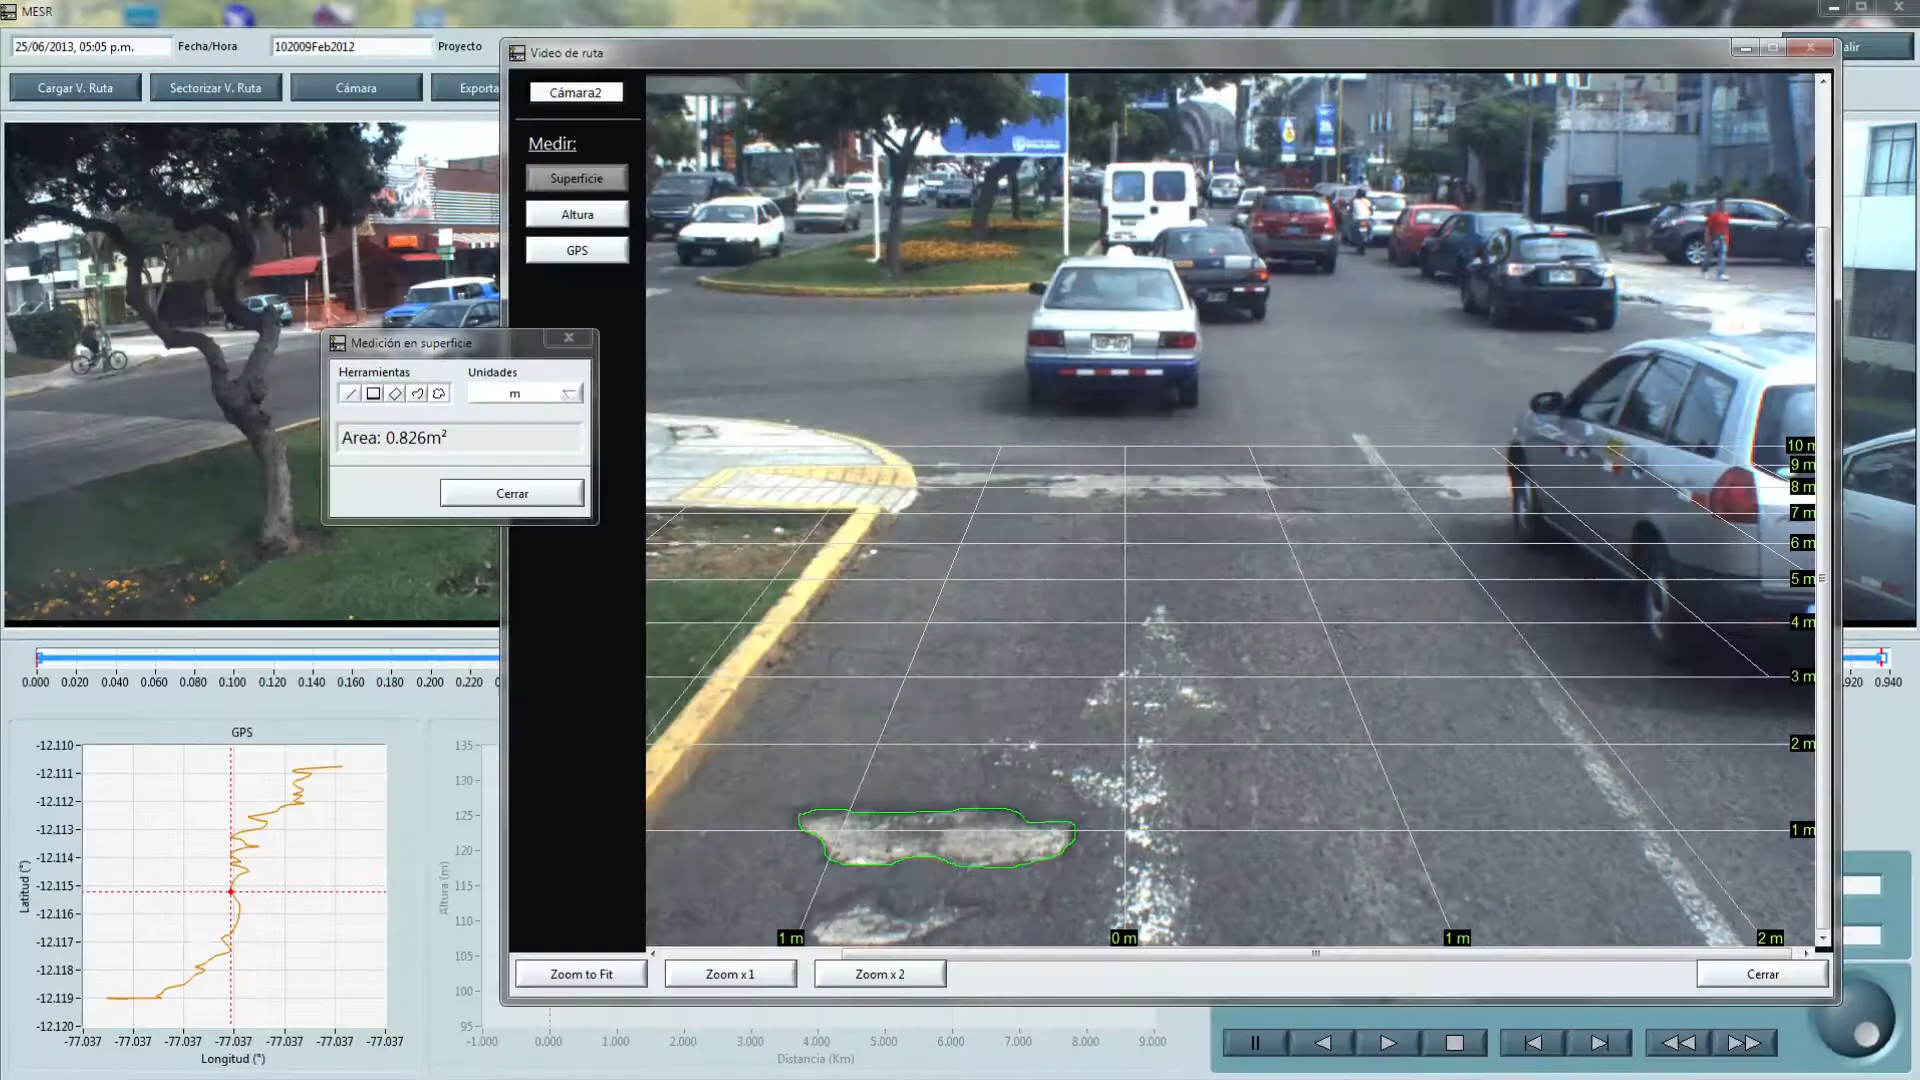 MESR
25/06/2013, 05:05 p.m. Fecha/Hora 102009Feb2012 Proyecto
Cargar V. Ruta Sectorizar V. Ruta Cámara Exporta
alir
Video de ruta
Cámara2
Medir:
Superficie
Altura
GPS
Medición en superficie
Herramientas Unidades
m
Area: 0.826m²
Cerrar
10 m
9 m
8 m
7 m
6 m
5 m
4 m
3 m
2 m
1 m
1 m 0 m 1 m 2 m
Zoom to Fit Zoom x 1 Zoom x 2 Cerrar
0.000 0.020 0.040 0.060 0.080 0.100 0.120 0.140 0.160 0.180 0.200 0.220 0 .920 0.940
GPS
Latitud (°)
-12.110
-12.111
-12.112
-12.113
-12.114
-12.115
-12.116
-12.117
-12.118
-12.119
-12.120
-77.037 -77.037 -77.037 -77.037 -77.037 -77.037 -77.037
Longitud (°)
Altura (m)
135
130
125
120
115
110
105
100
95
-1.000 0.000 1.000 2.000 3.000 4.000 5.000 6.000 7.000 8.000 9.000
Distancia (Km)